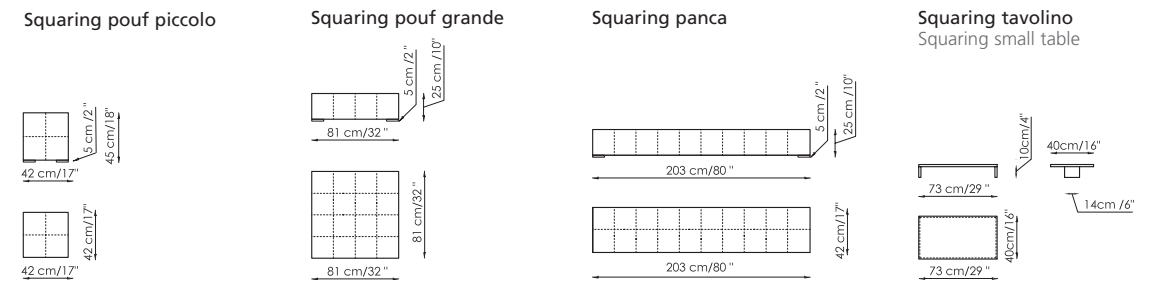 Squaring pouf piccolo
5 cm /2 "
45 cm/18"
42 cm/17"
42 cm/17"
42 cm/17"
Squaring pouf grande
5 cm /2 "
25 cm /10"
81 cm/32 "
81 cm/32 "
81 cm/32 "
Squaring panca
5 cm /2 "
25 cm /10"
203 cm/80 "
42 cm/17"
203 cm/80 "
Squaring tavolino
Squaring small table
10cm/4"
40cm/16"
73 cm/29 "
14cm /6"
40cm/16"
73 cm/29 "